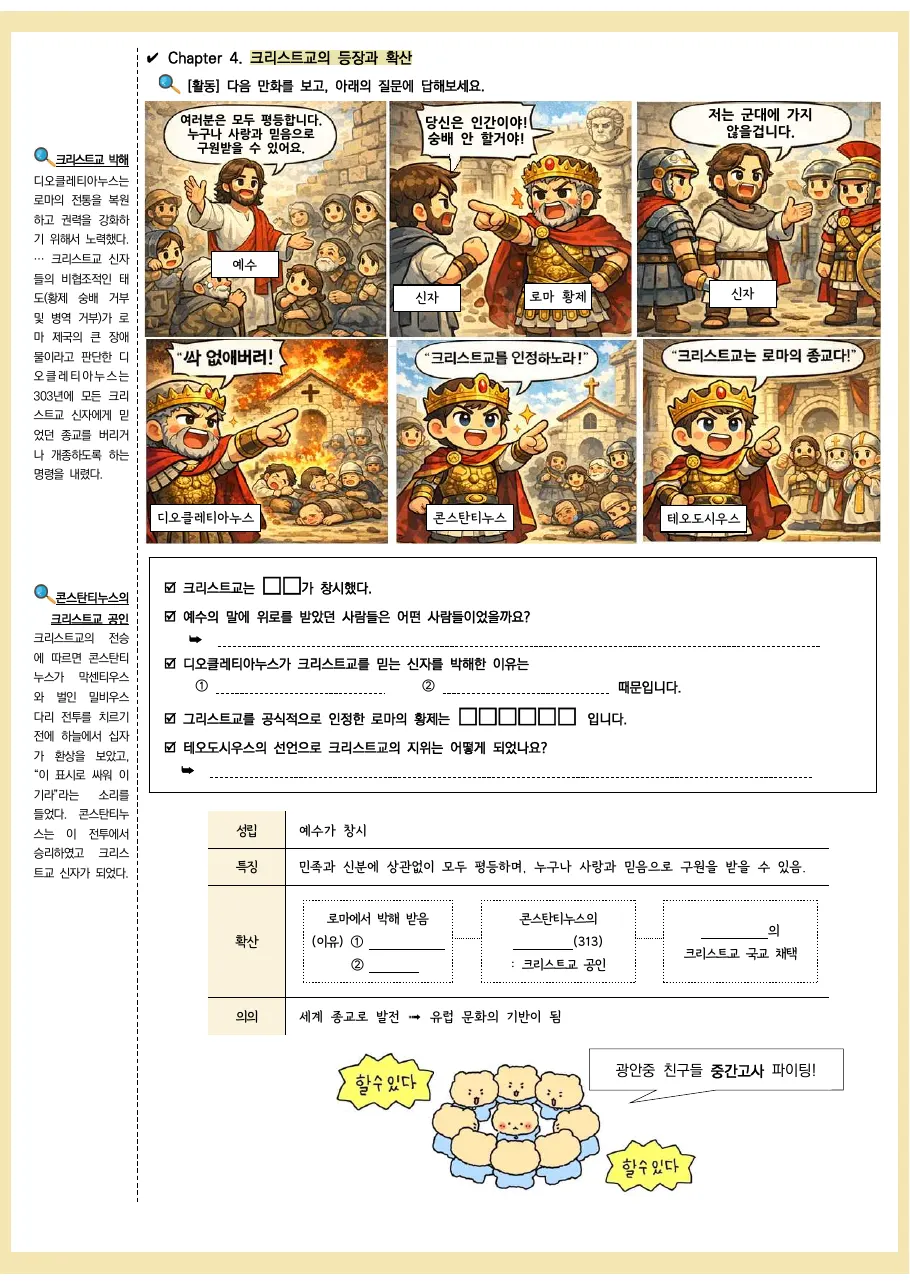 ✔ Chapter 4. 크리스트교의 등장과 확산
[활동] 다음 만화를 보고, 아래의 질문에 답해보세요.
여러분은 모두 평등합니다.
누구나 사랑과 믿음으로
구원받을 수 있어요.
예수
당신은 인간이야!
숭배 안 할거야!
신자
로마 황제
저는 군대에 가지
않을겁니다.
신자
“싹 없애버러!
디오클레티아누스
“크리스트교를 인정하노라!”
콘스탄티누스
“크리스트교는 로마의 종교다!”
테오도시우스
크리스트교 박해
디오클레티아누스는
로마의 전통을 복원
하고 권력을 강화하
기 위해서 노력했다.
… 크리스트교 신자
들의 비협조적인 태
도(황제 숭배 거부
및 병역 거부)가 로
마 제국의 큰 장애
물이라고 판단한 디
오클레티아누스는
303년에 모든 크리
스트교 신자에게 믿
었던 종교를 버리거
나 개종하도록 하는
명령을 내렸다.
콘스탄티누스의
크리스트교 공인
크리스트교의 전승
에 따르면 콘스탄티
누스가 막센티우스
와 벌인 밀비우스
다리 전투를 치르기
전에 하늘에서 십자
가 환상을 보았고,
“이 표시로 싸워 이
기라”라는 소리를
들었다. 콘스탄티누
스는 이 전투에서
승리하였고 크리스
트교 신자가 되었다.
☑ 크리스트교는 □□가 창시했다.
☑ 예수의 말에 위로를 받았던 사람들은 어떤 사람들이었을까요?
➥
☑ 디오클레티아누스가 크리스트교를 믿는 신자를 박해한 이유는
① ② 때문입니다.
☑ 그리스트교를 공식적으로 인정한 로마의 황제는 □□□□□□ 입니다.
☑ 테오도시우스의 선언으로 크리스트교의 지위는 어떻게 되었나요?
➥
성립 예수가 창시
특징 민족과 신분에 상관없이 모두 평등하며, 누구나 사랑과 믿음으로 구원을 받을 수 있음.
확산
로마에서 박해 받음
(이유) ① __________
② ________
콘스탄티누스의
__________(313)
: 크리스트교 공인
__________의
크리스트교 국교 채택
의의 세계 종교로 발전 ➟ 유럽 문화의 기반이 됨
할수있다
광안중 친구들 중간고사 파이팅!
할수있다